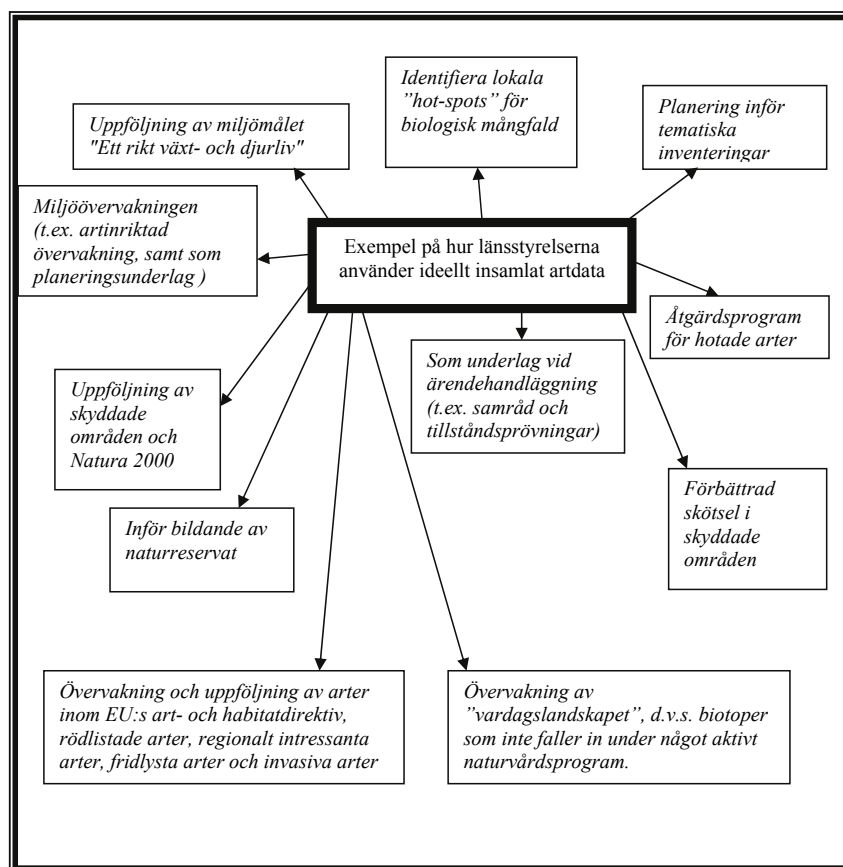 Identifiera lokala
”hot-spots” för
biologisk mångfald
Planering inför
tematiska
inventeringar
Uppföljning av miljömålet
"Ett rikt växt- och djurliv"
Miljöövervakningen
(t.ex. artinriktad
övervakning, samt som
planeringsunderlag )
Exempel på hur länsstyrelserna
använder ideellt insamlat artdata
Åtgärdsprogram
för hotade arter
Som underlag vid
ärendehandläggning
(t.ex. samråd och
tillståndsprövningar)
Uppföljning av
skyddade
områden och
Natura 2000
Förbättrad
skötsel i
skyddade
områden
Inför bildande av
naturreservat
Övervakning och uppföljning av arter
inom EU:s art- och habitatdirektiv,
rödlistade arter, regionalt intressanta
arter, fridlysta arter och invasiva arter
Övervakning av
”vardagslandskapet”, d.v.s. biotoper
som inte faller in under något aktivt
naturvårdsprogram.